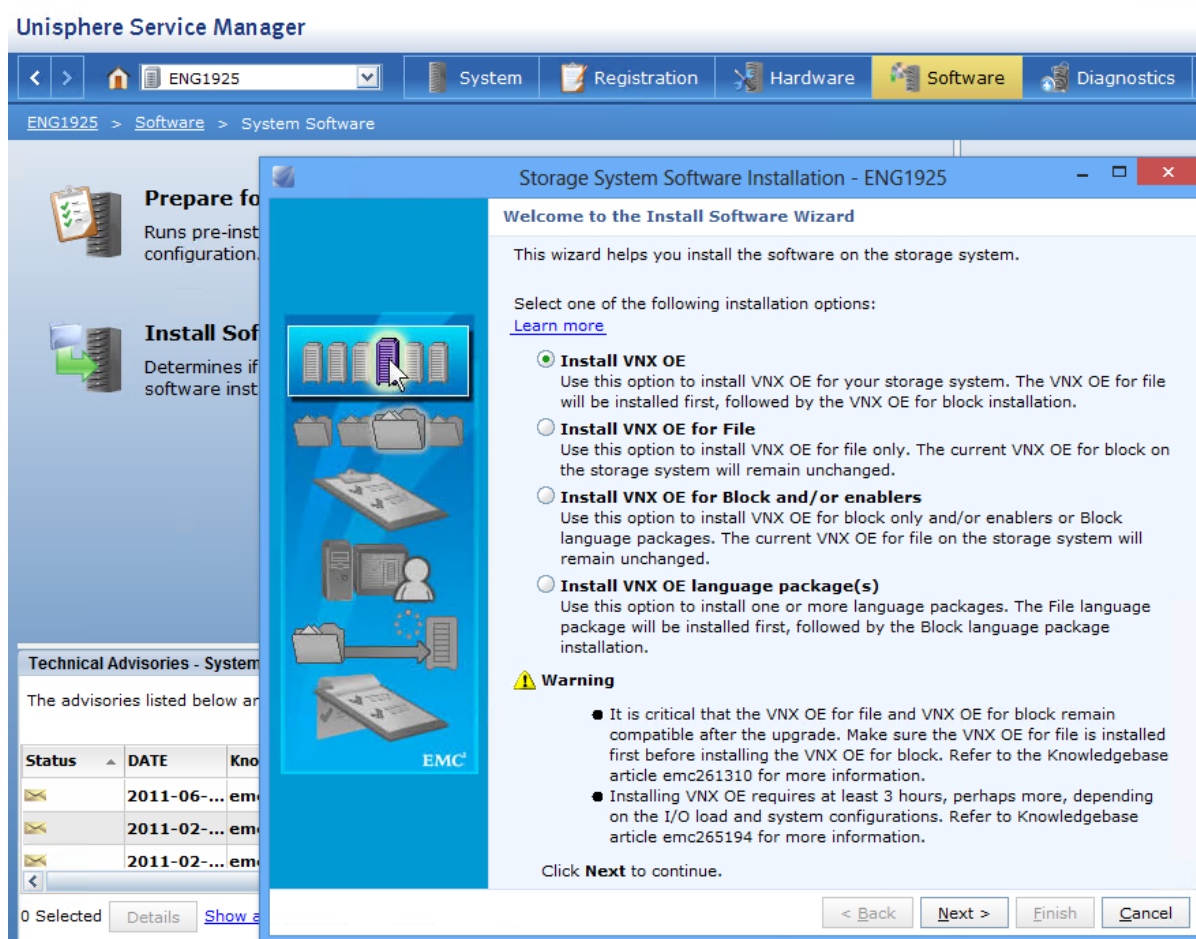 Unisphere Service Manager
ENG1925
System
Registration
Hardware
Software
Diagnostics
ENG1925 > Software > System Software
Prepare fo
Runs pre-inst
configuration.
Install Sof
Determines if
software inst
Technical Advisories - System
The advisories listed below ar
Status DATE Kno
2011-06-... em
2011-02-... em
2011-02-... em
0 Selected Details Show a
Storage System Software Installation - ENG1925
EMC²
Welcome to the Install Software Wizard
This wizard helps you install the software on the storage system.
Select one of the following installation options:
Learn more
Install VNX OE
Use this option to install VNX OE for your storage system. The VNX OE for file
will be installed first, followed by the VNX OE for block installation.
Install VNX OE for File
Use this option to install VNX OE for file only. The current VNX OE for block on
the storage system will remain unchanged.
Install VNX OE for Block and/or enablers
Use this option to install VNX OE for block only and/or enablers or Block
language packages. The current VNX OE for file on the storage system will
remain unchanged.
Install VNX OE language package(s)
Use this option to install one or more language packages. The File language
package will be installed first, followed by the Block language package
installation.
Warning
● It is critical that the VNX OE for file and VNX OE for block remain
compatible after the upgrade. Make sure the VNX OE for file is installed
first before installing the VNX OE for block. Refer to the Knowledgebase
article emc261310 for more information.
● Installing VNX OE requires at least 3 hours, perhaps more, depending
on the I/O load and system configurations. Refer to Knowledgebase
article emc265194 for more information.
Click Next to continue.
< Back Next > Finish Cancel